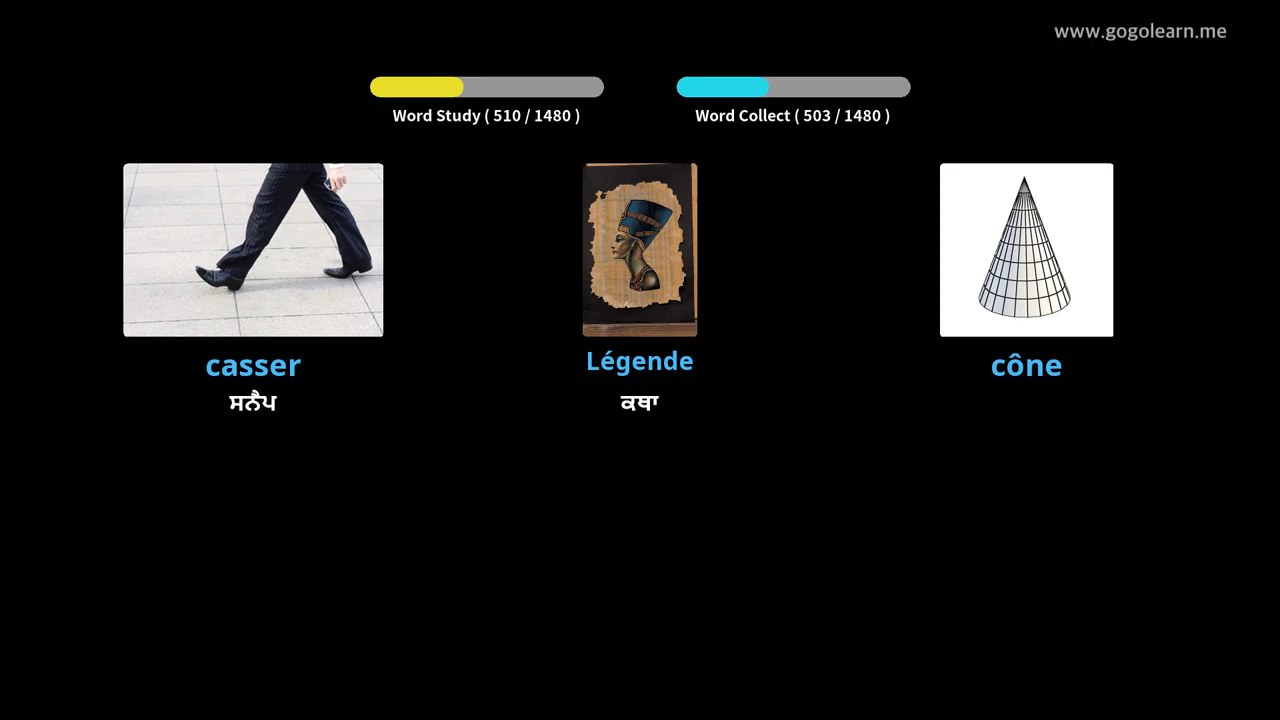 www.gogolearn.me
Word Study ( 510 / 1480 )
Word Collect ( 503 / 1480 )
casser
Légende
cône
ਸਨੈਪ
ਕਥਾ